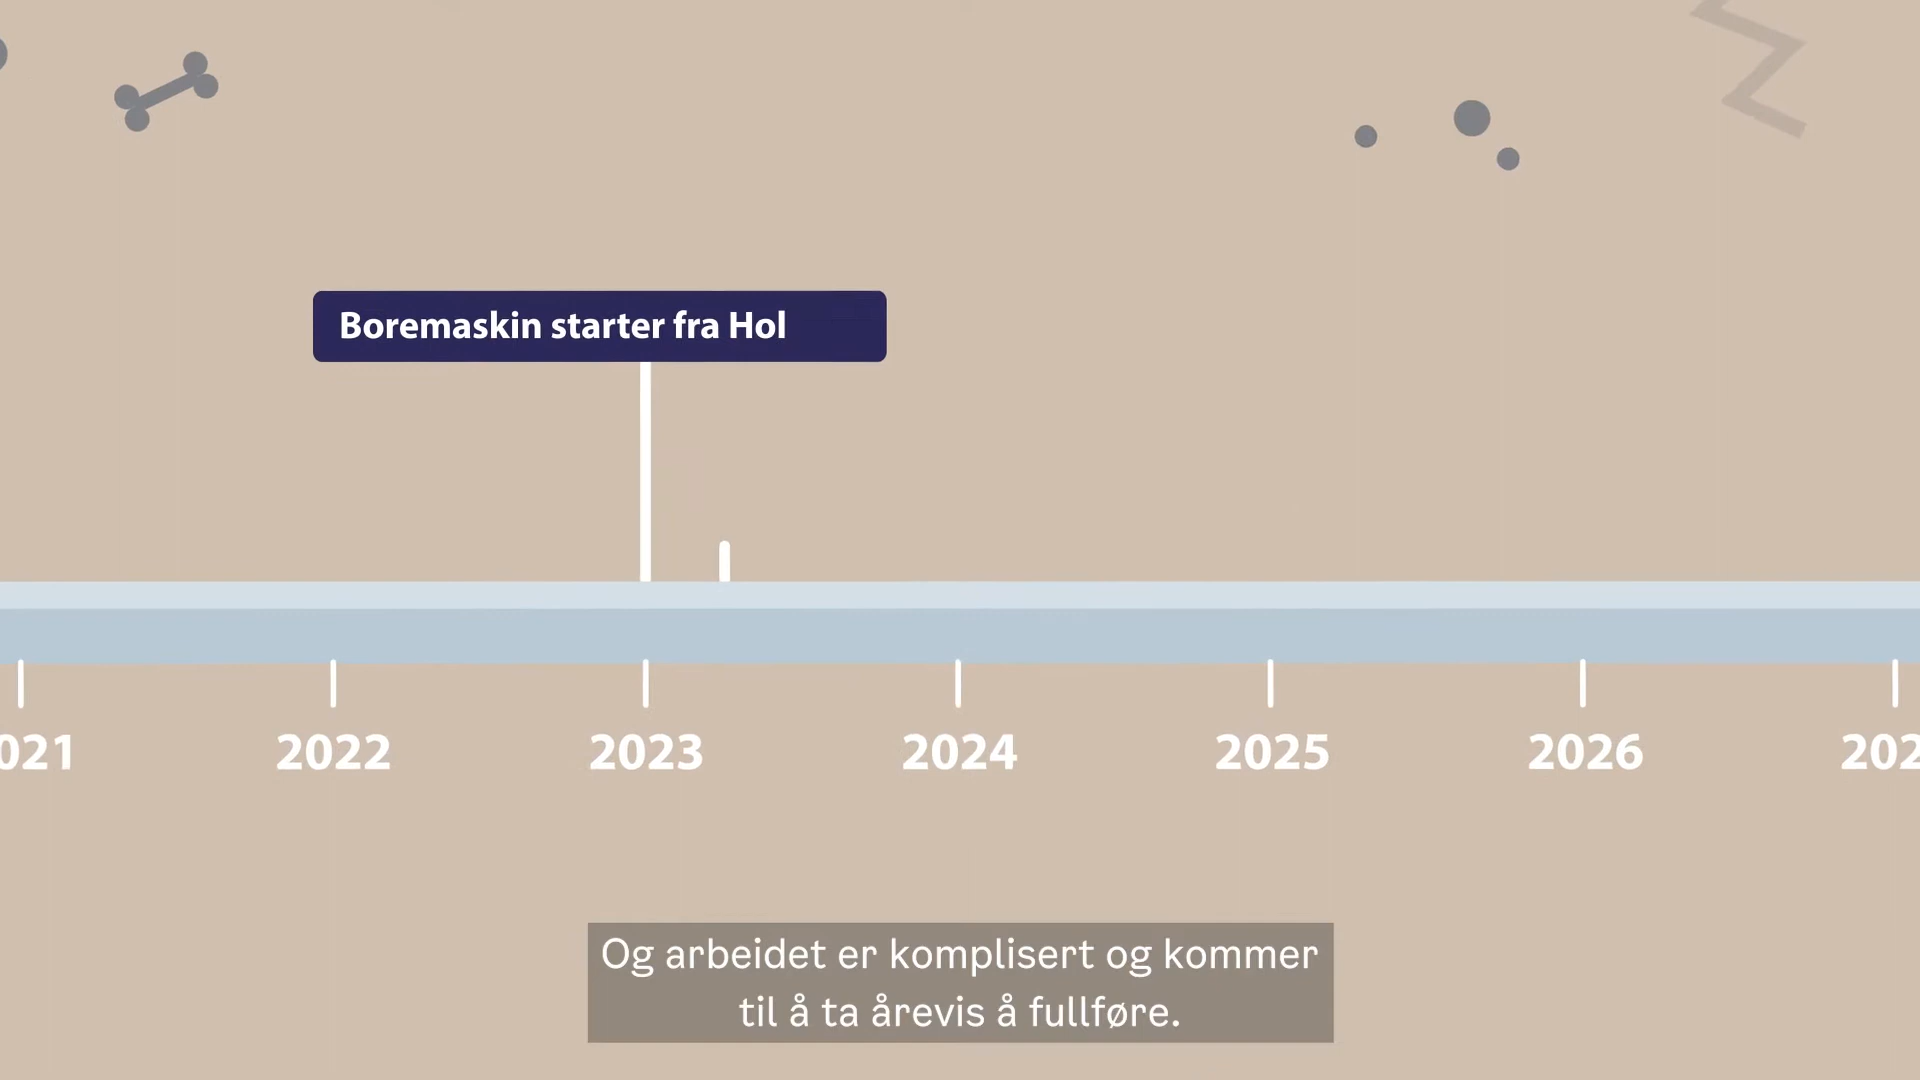 Boremaskin starter fra Hol
021 2022 2023 2024 2025 2026 202
Og arbeidet er komplisert og kommer
til å ta årevis å fullføre.